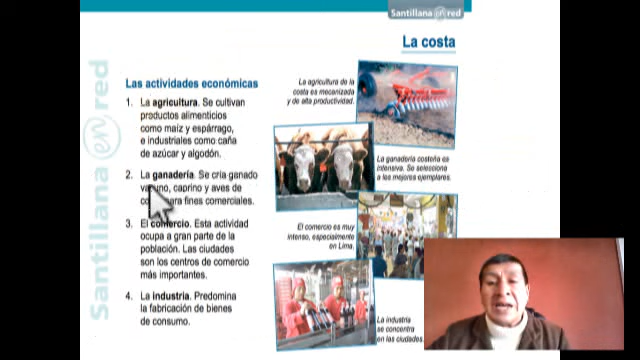 Santillana en red
La costa
Las actividades económicas
1. La agricultura. Se cultivan
productos alimenticios
como maíz y espárrago,
e industriales como caña
de azúcar y algodón.
2. La ganadería. Se cría ganado
vacuno, caprino y aves de
para fines comerciales.
3. El comercio. Esta actividad
ocupa a gran parte de la
población. Las ciudades
son los centros de comercio
más importantes.
4. La industria. Predomina
la fabricación de bienes
de consumo.
La agricultura de la
costa es mecanizada
y de alta productividad.
La ganadería costeña es
intensiva. Se selecciona
a los mejores ejemplares.
El comercio es muy
intenso, especialmente
en Lima.
La industria
se concentra
en las ciudades.
Santillana en red